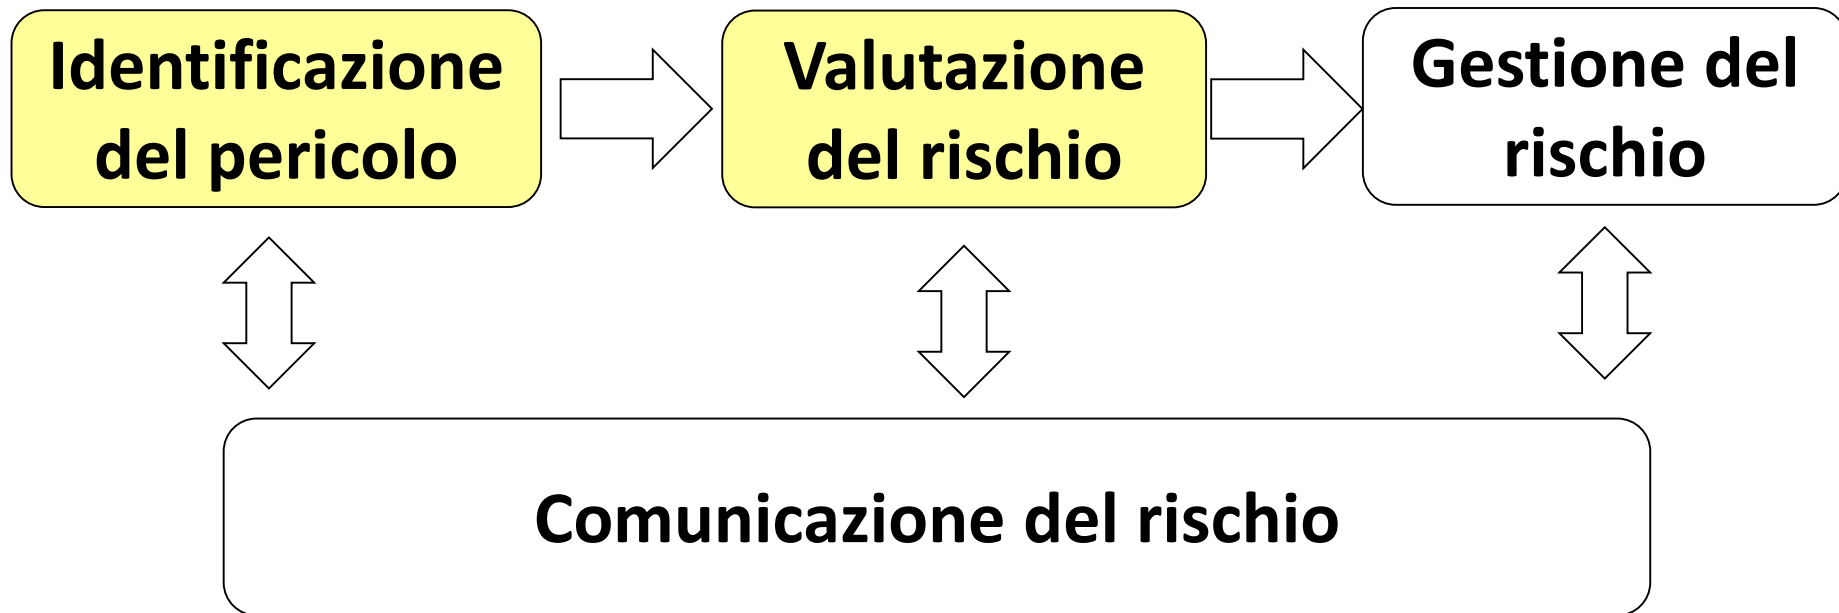 Identificazione
del pericolo
Valutazione
del rischio
Gestione del
rischio
Comunicazione del rischio